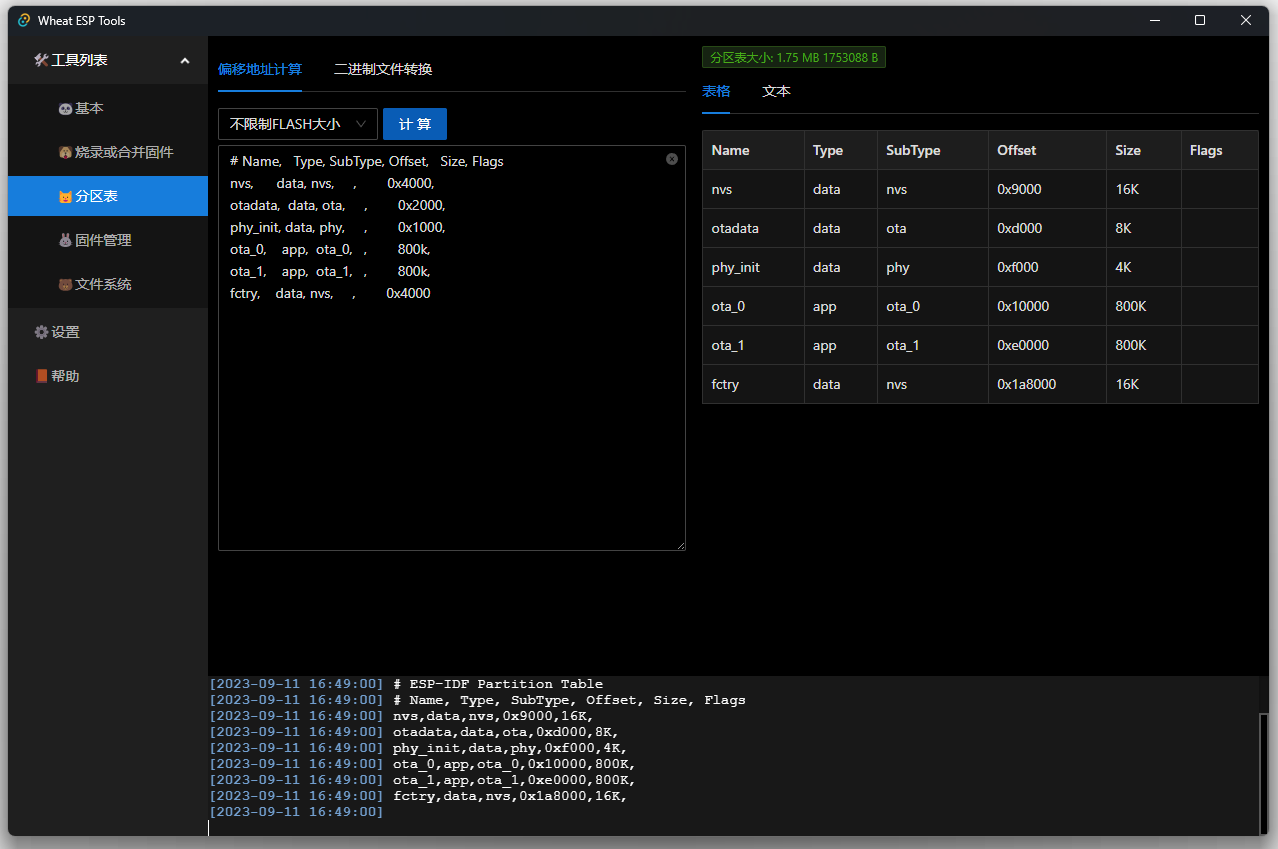 Wheat ESP Tools
工具列表
基本
烧录或合并固件
分区表
固件管理
文件系统
设置
帮助
偏移地址计算 二进制文件转换
不限制FLASH大小 计 算
# Name, Type, SubType, Offset, Size, Flags
nvs, data, nvs, , 0x4000,
otadata, data, ota, , 0x2000,
phy_init, data, phy, , 0x1000,
ota_0, app, ota_0, , 800k,
ota_1, app, ota_1, , 800k,
fctry, data, nvs, , 0x4000
分区表大小: 1.75 MB 1753088 B
表格 文本
Name Type SubType Offset Size Flags
nvs data nvs 0x9000 16K
otadata data ota 0xd000 8K
phy_init data phy 0xf000 4K
ota_0 app ota_0 0x10000 800K
ota_1 app ota_1 0xe0000 800K
fctry data nvs 0x1a8000 16K
[2023-09-11 16:49:00] # ESP-IDF Partition Table
[2023-09-11 16:49:00] # Name, Type, SubType, Offset, Size, Flags
[2023-09-11 16:49:00] nvs,data,nvs,0x9000,16K,
[2023-09-11 16:49:00] otadata,data,ota,0xd000,8K,
[2023-09-11 16:49:00] phy_init,data,phy,0xf000,4K,
[2023-09-11 16:49:00] ota_0,app,ota_0,0x10000,800K,
[2023-09-11 16:49:00] ota_1,app,ota_1,0xe0000,800K,
[2023-09-11 16:49:00] fctry,data,nvs,0x1a8000,16K,
[2023-09-11 16:49:00]